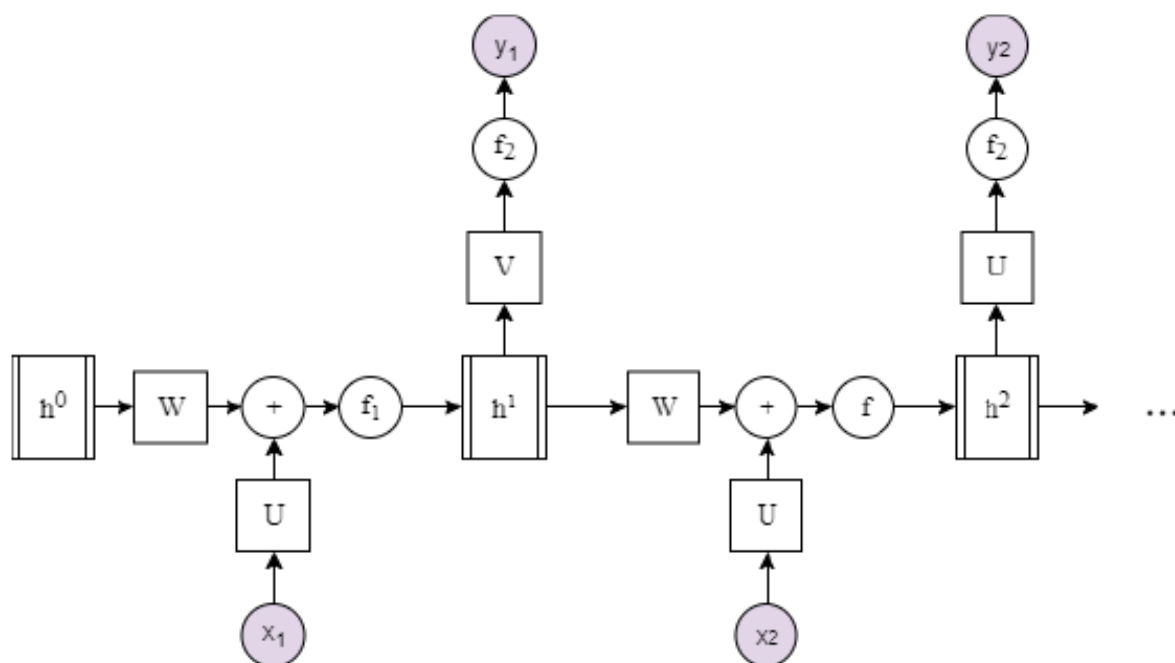 y₁ y2
f₂ f₂
V U
h⁰ W + f₁ h¹ W + f h² ...
U U
x₁ x2